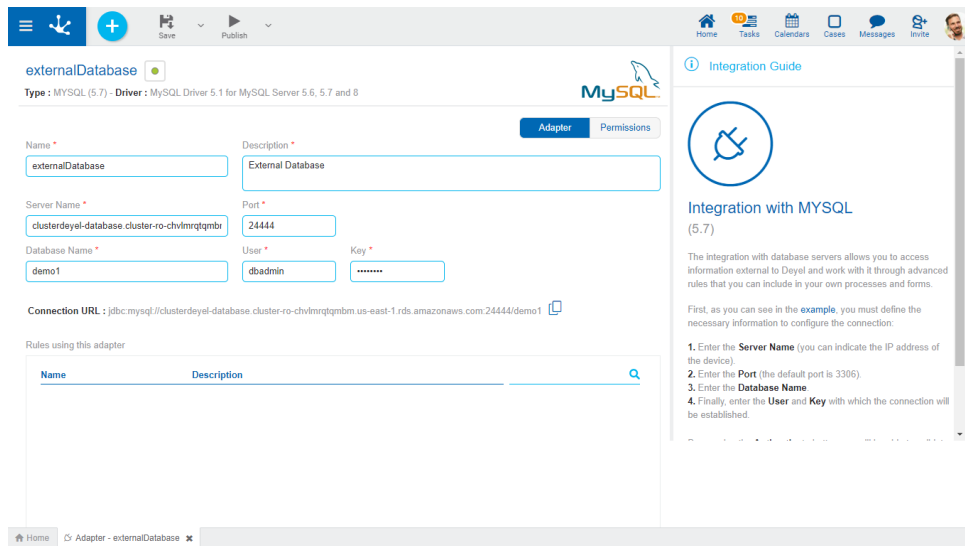 Save
Publish
Home
10
Tasks
Calendars
Cases
Messages
Invite
externalDatabase
Type : MYSQL (5.7) - Driver : MySQL Driver 5.1 for MySQL Server 5.6, 5.7 and 8
MySQL
Adapter
Permissions
Name *
Description *
externalDatabase
External Database
Server Name *
Port *
clusterdeyel-database.cluster-ro-chvlmrqtqmbr
24444
Database Name *
User *
Key *
demo1
dbadmin
••••••••
Connection URL : jdbc:mysql://clusterdeyel-database.cluster-ro-chvlmrqtqmbm.us-east-1.rds.amazonaws.com:24444/demo1
Rules using this adapter
Name
Description
Integration Guide
Integration with MYSQL
(5.7)
The integration with database servers allows you to access
information external to Deyel and work with it through advanced
rules that you can include in your own processes and forms.
First, as you can see in the example, you must define the
necessary information to configure the connection:
1. Enter the Server Name (you can indicate the IP address of
the device).
2. Enter the Port (the default port is 3306).
3. Enter the Database Name.
4. Finally, enter the User and Key with which the connection will
be established.
Home
Adapter - externalDatabase